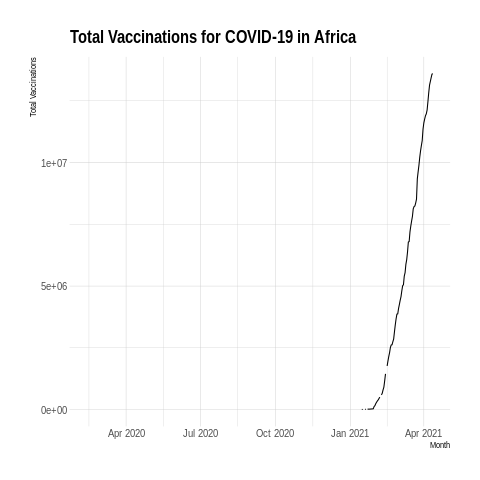 Total Vaccinations for COVID-19 in Africa
Total Vaccinations
1e+07
5e+06
0e+00
Apr 2020 Jul 2020 Oct 2020 Jan 2021 Apr 2021
Month